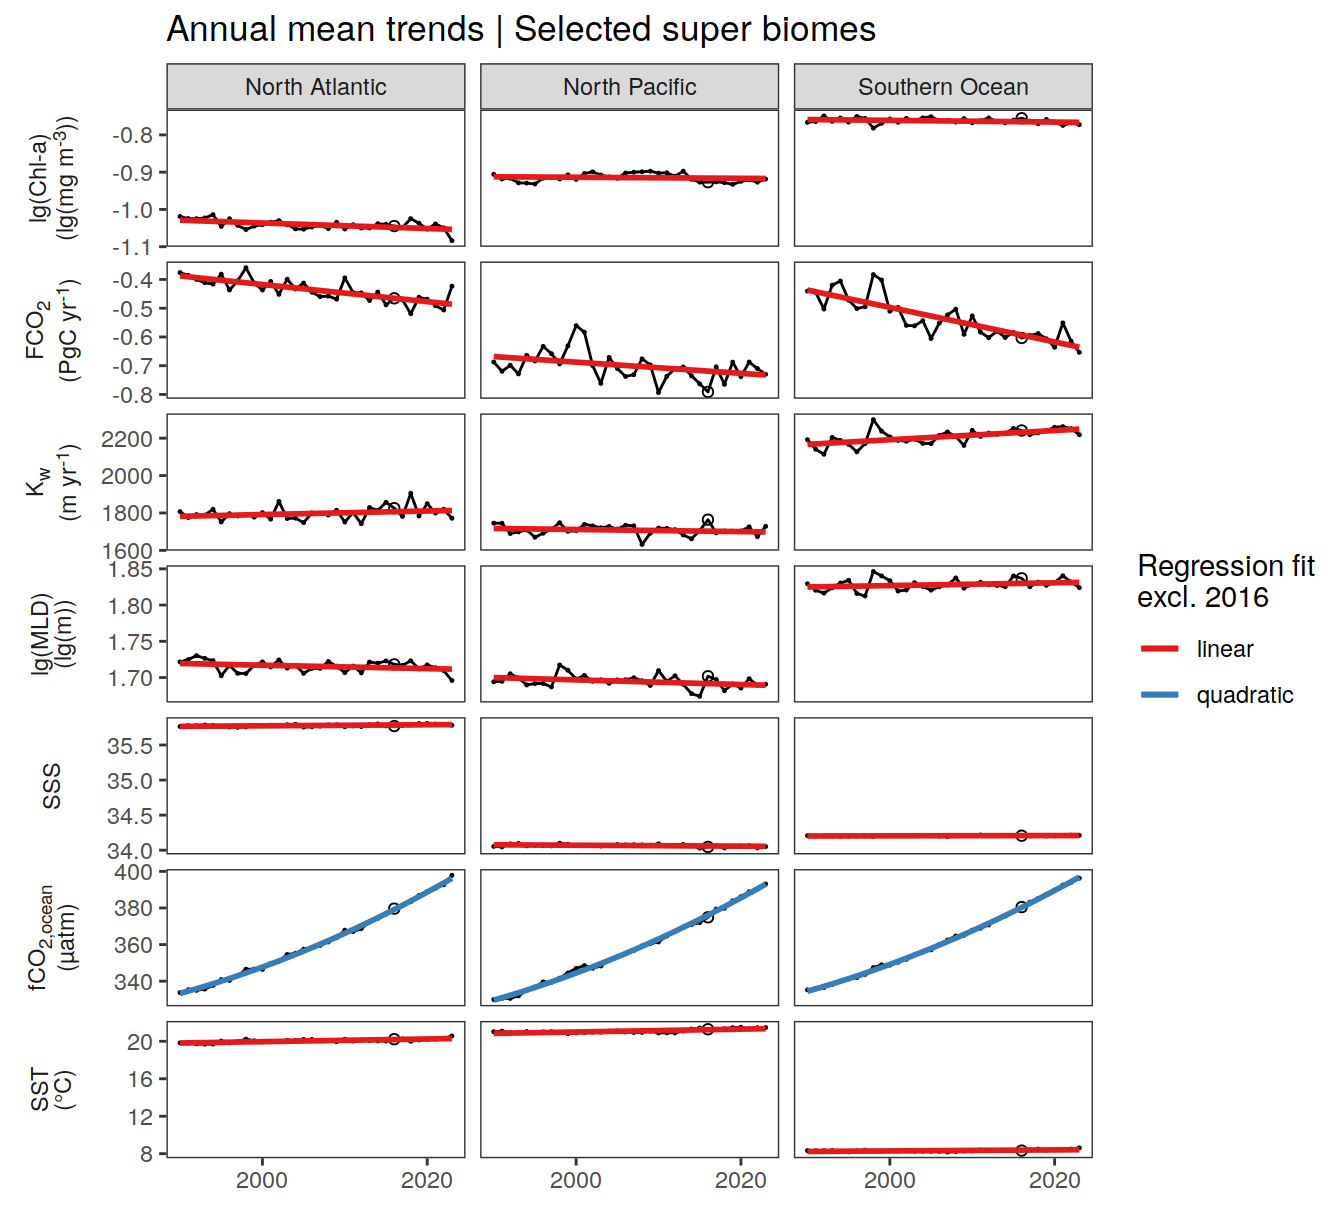 Annual mean trends | Selected super biomes
North Atlantic
North Pacific
Southern Ocean
lg(Chl-a)
(lg(mg m⁻³))
-0.8
-0.9
-1.0
-1.1
FCO₂
(PgC yr⁻¹)
-0.4
-0.5
-0.6
-0.7
-0.8
K_w
(m yr⁻¹)
2200
2000
1800
1600
lg(MLD)
(lg(m))
1.85
1.80
1.75
1.70
SSS
35.5
35.0
34.5
34.0
fCO₂,ocean
(µatm)
400
380
360
340
SST
(°C)
20
16
12
8
2000
2020
2000
2020
2000
2020
Regression fit
excl. 2016
linear
quadratic